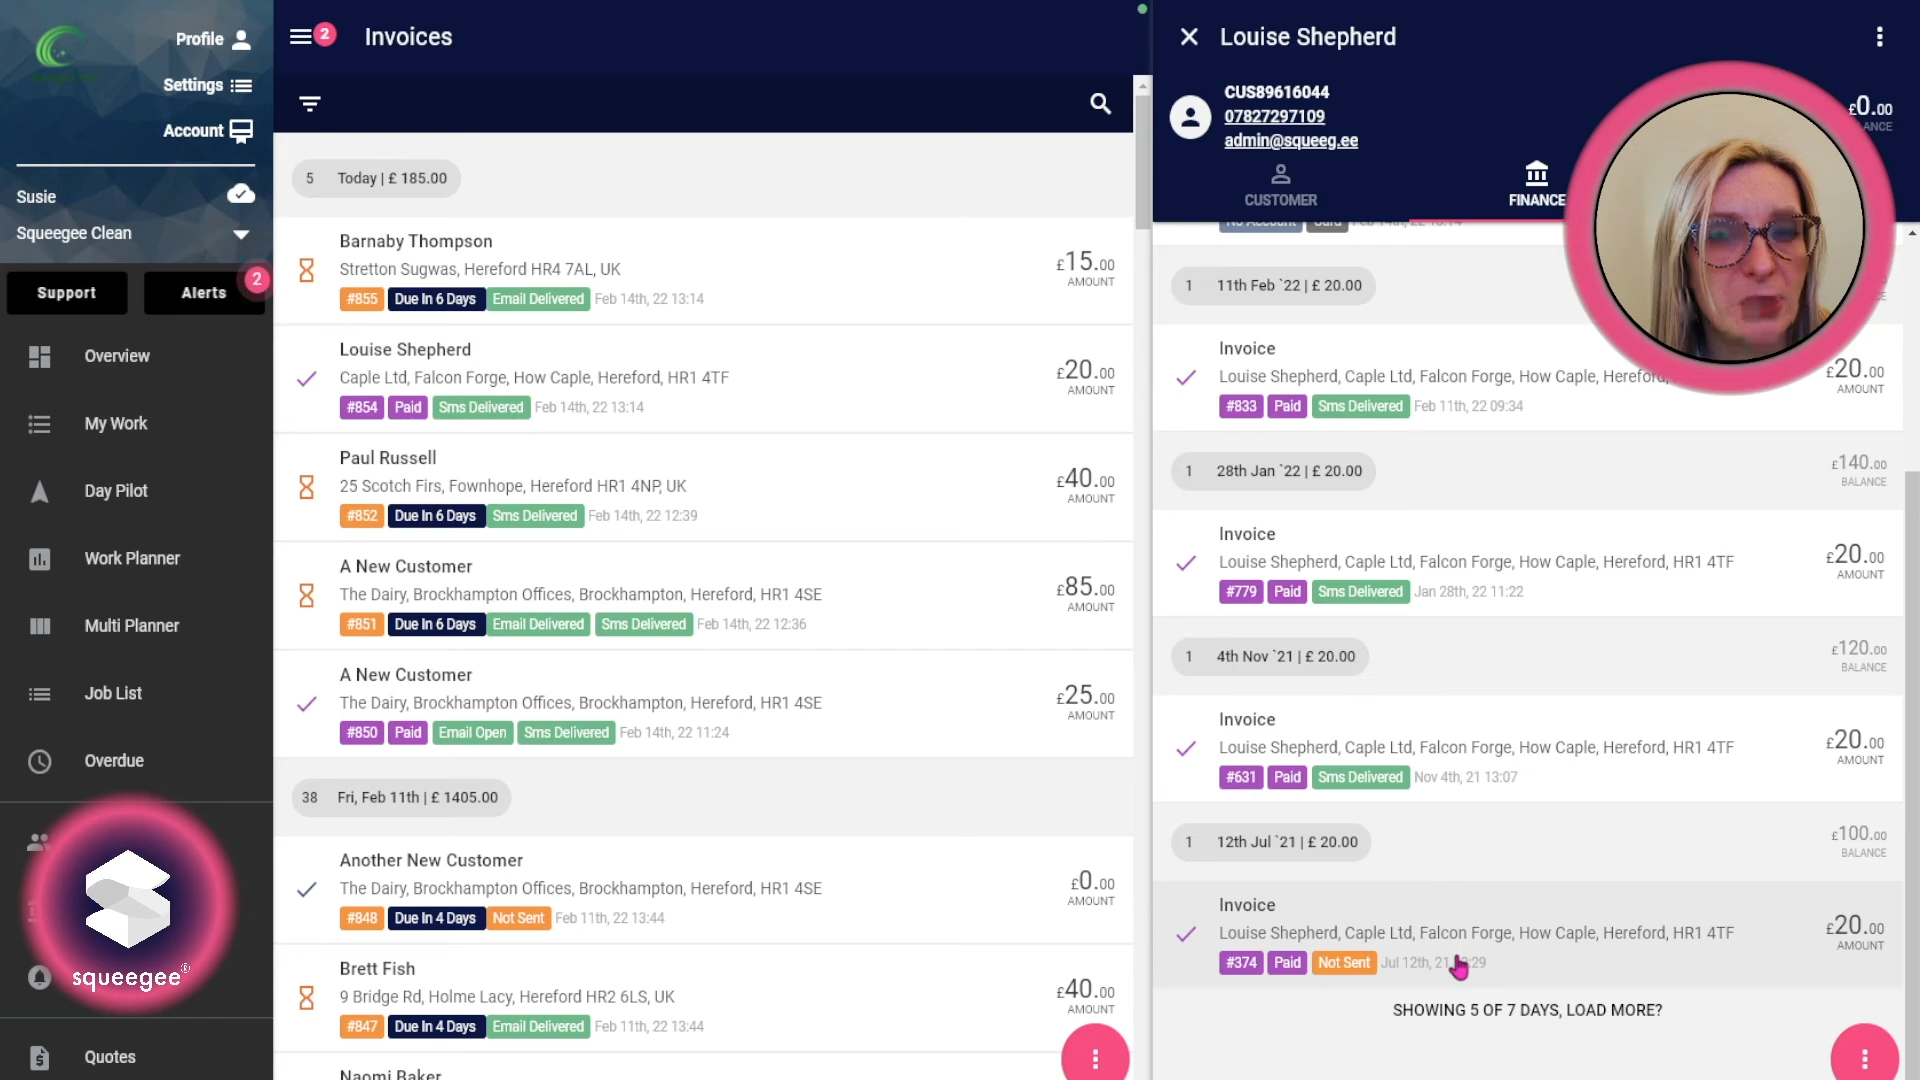 Profile
Settings
Account
Susie
Squeegee Clean
Support
Alerts
2
Overview
My Work
Day Pilot
Work Planner
Multi Planner
Job List
Overdue
squeegee®
Quotes
2
Invoices
5 Today | £ 185.00
Barnaby Thompson
Stretton Sugwas, Hereford HR4 7AL, UK
#855 Due In 6 Days Email Delivered Feb 14th, 22 13:14
£15.00
AMOUNT
Louise Shepherd
Caple Ltd, Falcon Forge, How Caple, Hereford, HR1 4TF
#854 Paid Sms Delivered Feb 14th, 22 13:14
£20.00
AMOUNT
Paul Russell
25 Scotch Firs, Fownhope, Hereford HR1 4NP, UK
#852 Due In 6 Days Sms Delivered Feb 14th, 22 12:39
£40.00
AMOUNT
A New Customer
The Dairy, Brockhampton Offices, Brockhampton, Hereford, HR1 4SE
#851 Due In 6 Days Email Delivered Sms Delivered Feb 14th, 22 12:36
£85.00
AMOUNT
A New Customer
The Dairy, Brockhampton Offices, Brockhampton, Hereford, HR1 4SE
#850 Paid Email Open Sms Delivered Feb 14th, 22 11:24
£25.00
AMOUNT
38 Fri, Feb 11th | £ 1405.00
Another New Customer
The Dairy, Brockhampton Offices, Brockhampton, Hereford, HR1 4SE
#848 Due In 4 Days Not Sent Feb 11th, 22 13:44
£0.00
AMOUNT
Brett Fish
9 Bridge Rd, Holme Lacy, Hereford HR2 6LS, UK
#847 Due In 4 Days Email Delivered Feb 11th, 22 13:44
£40.00
AMOUNT
Naomi Baker
Louise Shepherd
CUS89616044
07827297109
admin@squeeg.ee
£0.00
CUSTOMER
FINANCE
1 11th Feb `22 | £ 20.00
Invoice
Louise Shepherd, Caple Ltd, Falcon Forge, How Caple, Hereford,
#833 Paid Sms Delivered Feb 11th, 22 09:34
£20.00
AMOUNT
1 28th Jan `22 | £ 20.00
£140.00
BALANCE
Invoice
Louise Shepherd, Caple Ltd, Falcon Forge, How Caple, Hereford, HR1 4TF
#779 Paid Sms Delivered Jan 28th, 22 11:22
£20.00
AMOUNT
1 4th Nov `21 | £ 20.00
£120.00
BALANCE
Invoice
Louise Shepherd, Caple Ltd, Falcon Forge, How Caple, Hereford, HR1 4TF
#631 Paid Sms Delivered Nov 4th, 21 13:07
£20.00
AMOUNT
1 12th Jul `21 | £ 20.00
£100.00
BALANCE
Invoice
Louise Shepherd, Caple Ltd, Falcon Forge, How Caple, Hereford, HR1 4TF
#374 Paid Not Sent Jul 12th, 21
£20.00
AMOUNT
SHOWING 5 OF 7 DAYS, LOAD MORE?